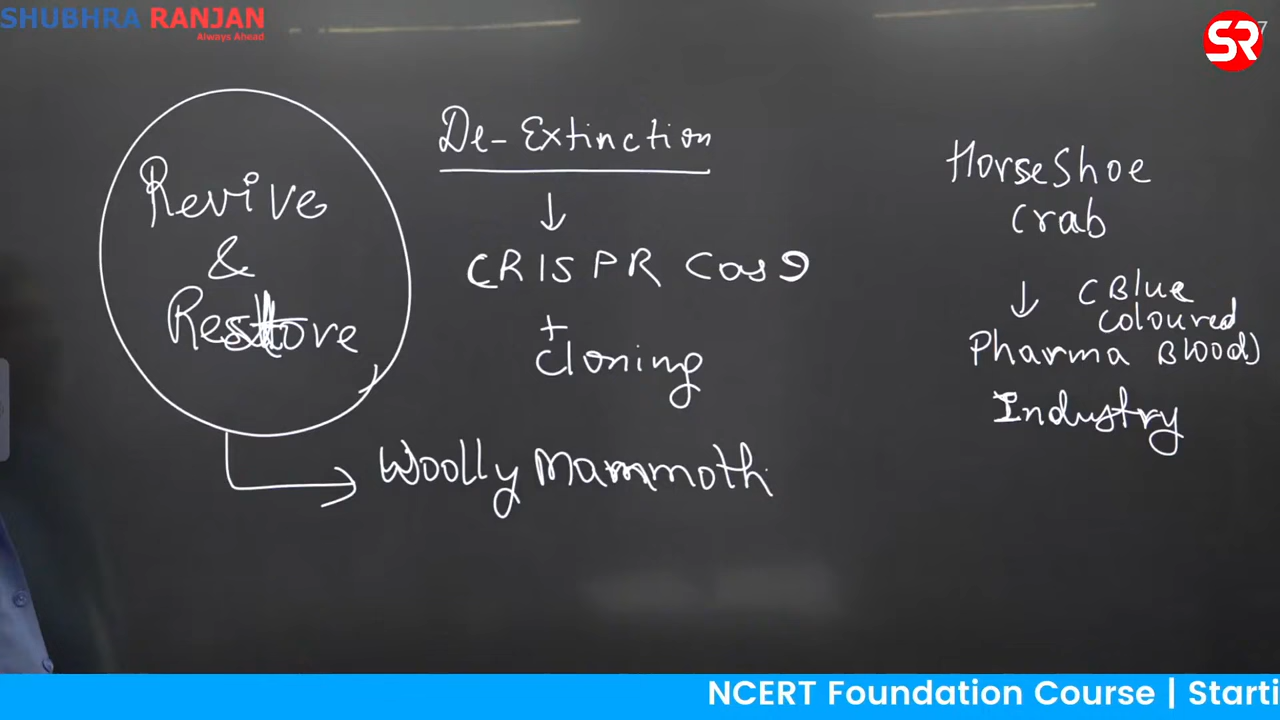 SHUBHRA RANJAN
Always Ahead
SR
7
Revive
&
Restore
De-Extinction
↓
CRISPR Cas9
+
Cloning
Woolly Mammoth
HorseShoe
Crab
↓ (Blue
Coloured
Pharma Blood)
Industry
NCERT Foundation Course | Starti